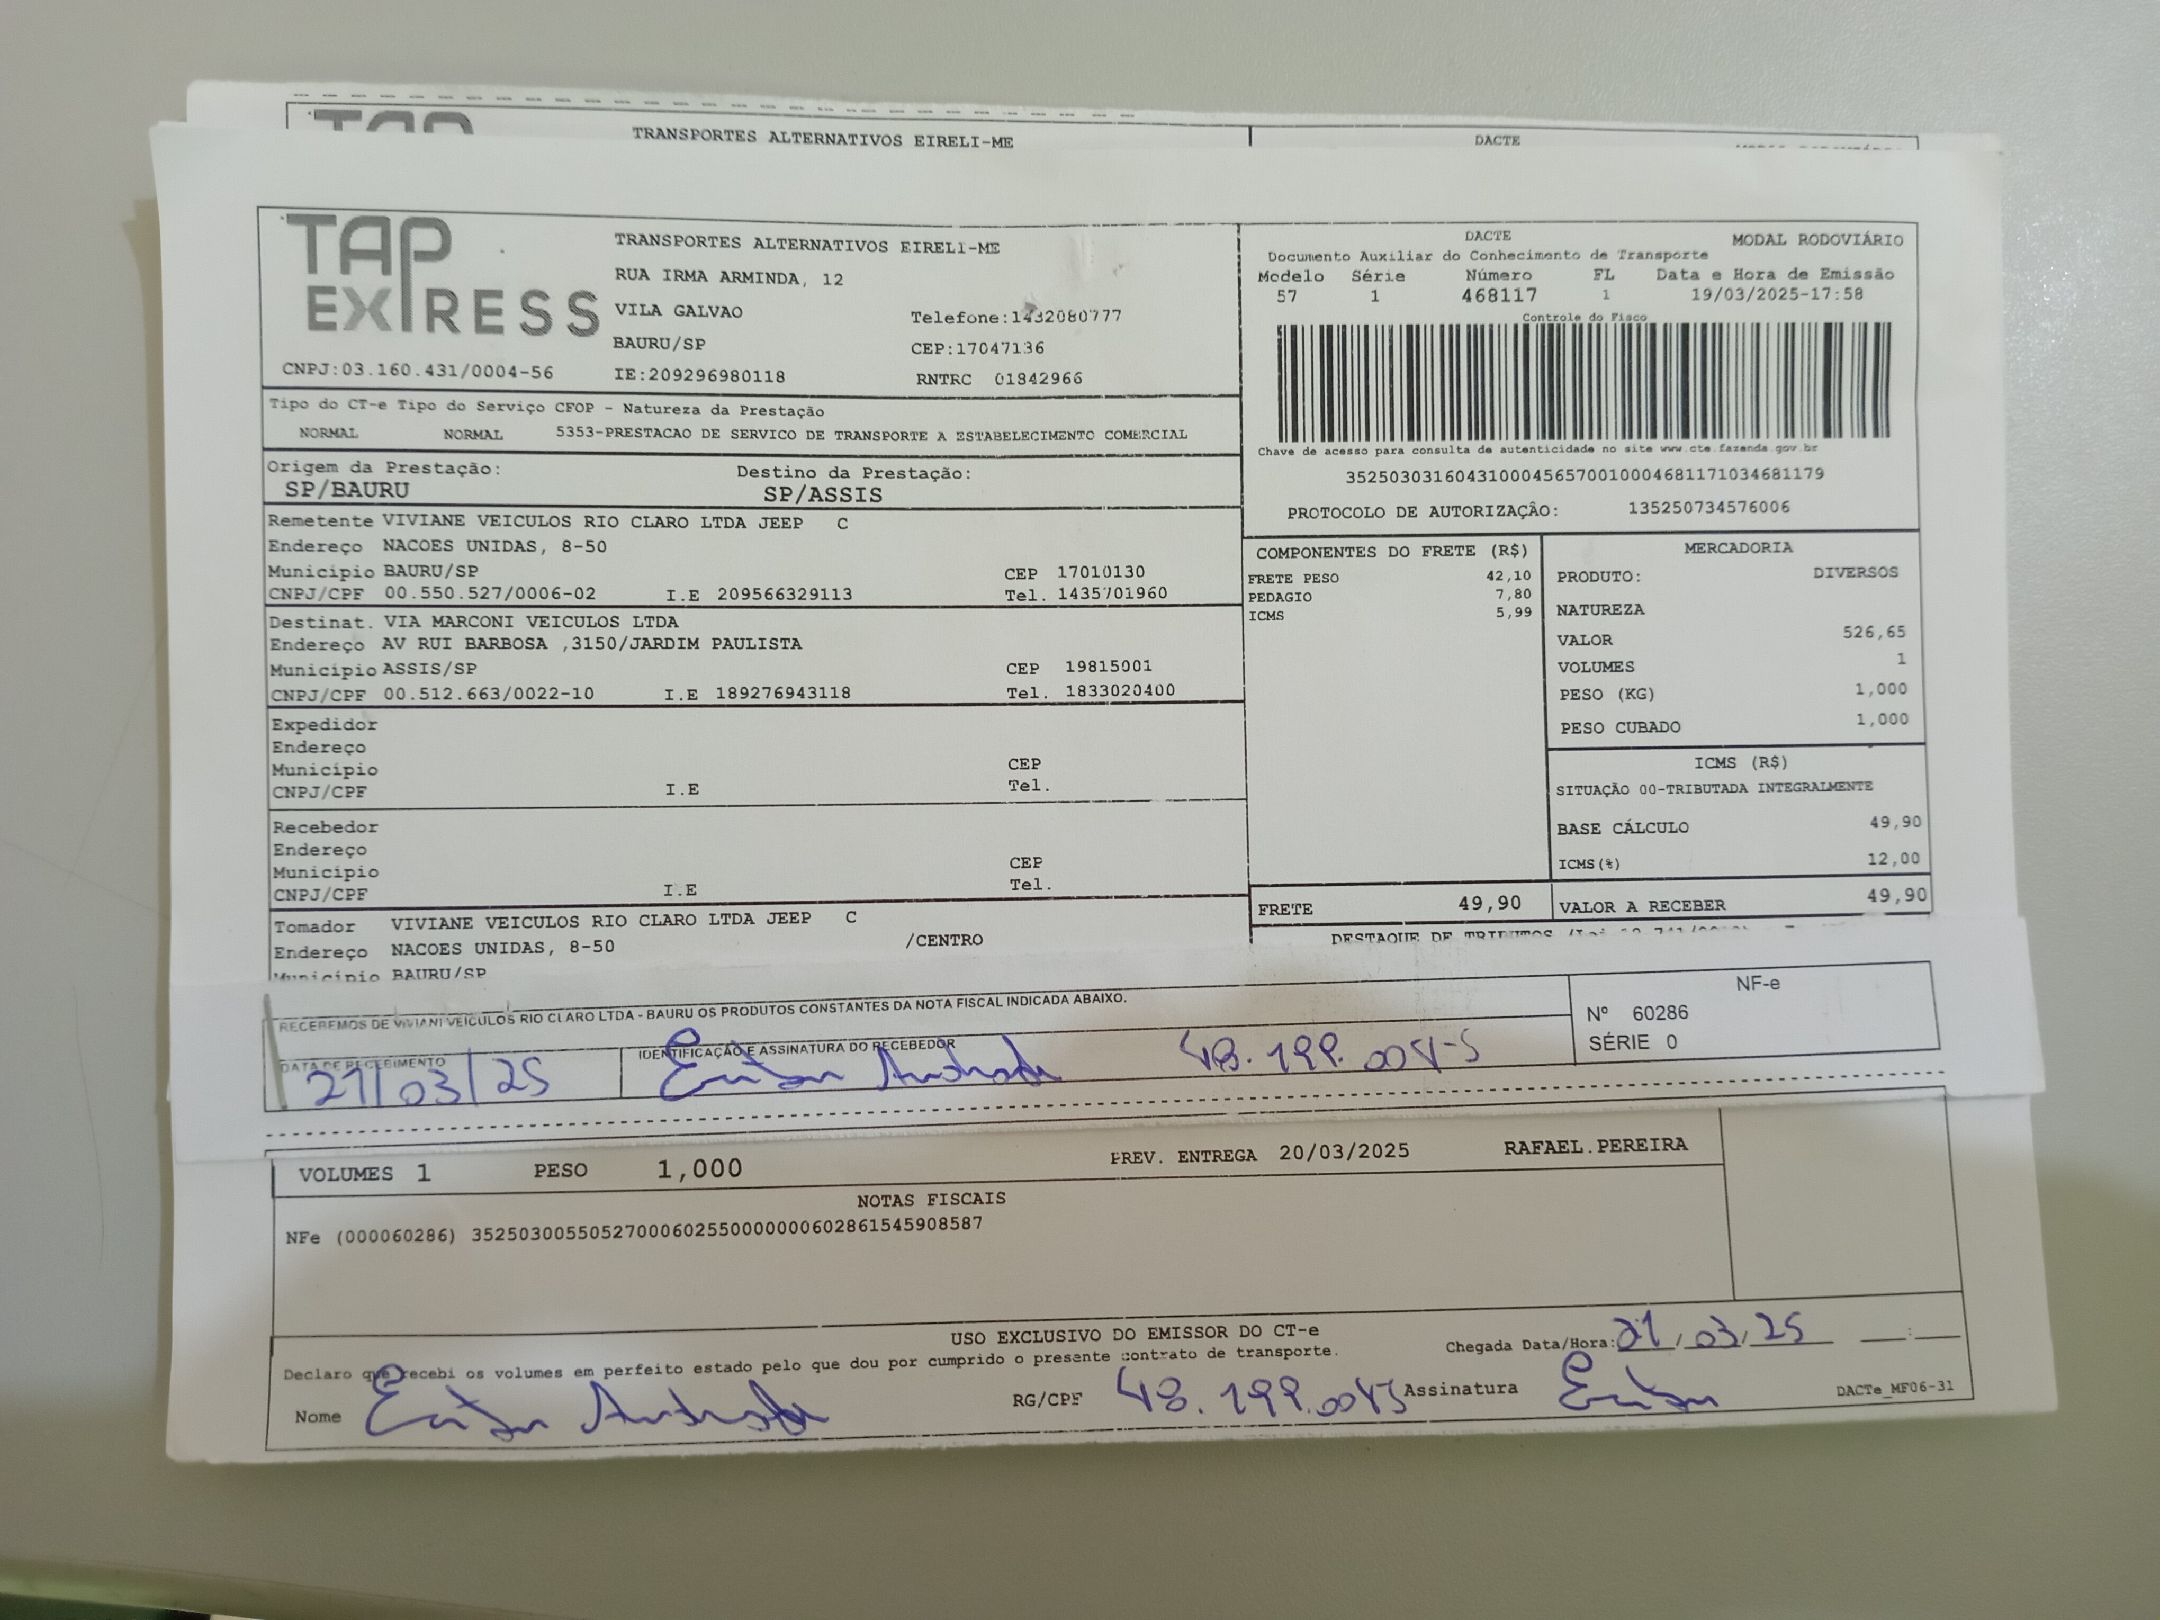 TRANSPORTES ALTERNATIVOS EIRELI-ME DACTE
TAP EXPRESS
TRANSPORTES ALTERNATIVOS EIRELI-ME
RUA IRMA ARMINDA, 12
VILA GALVAO Telefone:1432080777
BAURU/SP CEP:17047136
CNPJ:03.160.431/0004-56 IE:209296980118 RNTRC 01842966
DACTE MODAL RODOVIÁRIO
Documento Auxiliar do Conhecimento de Transporte
Modelo Série Número FL Data e Hora de Emissão
57 1 468117 1 19/03/2025-17:58
Controle do Fisco
Chave de acesso para consulta de autenticidade no site www.cte.fazenda.gov.br
35250303160431000456570010004681171034681179
PROTOCOLO DE AUTORIZAÇÃO: 135250734576006
Tipo do CT-e Tipo do Serviço CFOP - Natureza da Prestação
NORMAL NORMAL 5353-PRESTACAO DE SERVICO DE TRANSPORTE A ESTABELECIMENTO COMERCIAL
Origem da Prestação: Destino da Prestação:
SP/BAURU SP/ASSIS
Remetente VIVIANE VEICULOS RIO CLARO LTDA JEEP C
Endereço NACOES UNIDAS, 8-50
Município BAURU/SP CEP 17010130
CNPJ/CPF 00.550.527/0006-02 I.E 209566329113 Tel. 1435701960
Destinat. VIA MARCONI VEICULOS LTDA
Endereço AV RUI BARBOSA ,3150/JARDIM PAULISTA
Município ASSIS/SP CEP 19815001
CNPJ/CPF 00.512.663/0022-10 I.E 189276943118 Tel. 1833020400
Expedidor
Endereço
Município CEP
CNPJ/CPF I.E Tel.
Recebedor
Endereço
Município CEP
CNPJ/CPF I.E Tel.
Tomador VIVIANE VEICULOS RIO CLARO LTDA JEEP C
Endereço NACOES UNIDAS, 8-50 /CENTRO
Município BAURU/SP
COMPONENTES DO FRETE (R$)
FRETE PESO 42,10
PEDAGIO 7,80
ICMS 5,99
MERCADORIA
PRODUTO: DIVERSOS
NATUREZA
VALOR 526,65
VOLUMES 1
PESO (KG) 1,000
PESO CUBADO 1,000
ICMS (R$)
SITUAÇÃO 00-TRIBUTADA INTEGRALMENTE
BASE CÁLCULO 49,90
ICMS(%) 12,00
FRETE 49,90 VALOR A RECEBER 49,90
DESTAQUE DE TRIBUTOS
RECEBEMOS DE VIVIANI VEICULOS RIO CLARO LTDA - BAURU OS PRODUTOS CONSTANTES DA NOTA FISCAL INDICADA ABAIXO.
DATA DE RECEBIMENTO IDENTIFICAÇÃO E ASSINATURA DO RECEBEDOR
21/03/25
NF-e
Nº 60286
SÉRIE 0
VOLUMES 1 PESO 1,000 PREV. ENTREGA 20/03/2025 RAFAEL.PEREIRA
NOTAS FISCAIS
NFe (000060286) 35250300550527000602550000000602861545908587
USO EXCLUSIVO DO EMISSOR DO CT-e
Declaro que recebi os volumes em perfeito estado pelo que dou por cumprido o presente contrato de transporte.
Chegada Data/Hora: 21/03/25 __:__
Nome RG/CPF Assinatura DACTe_MF06-31